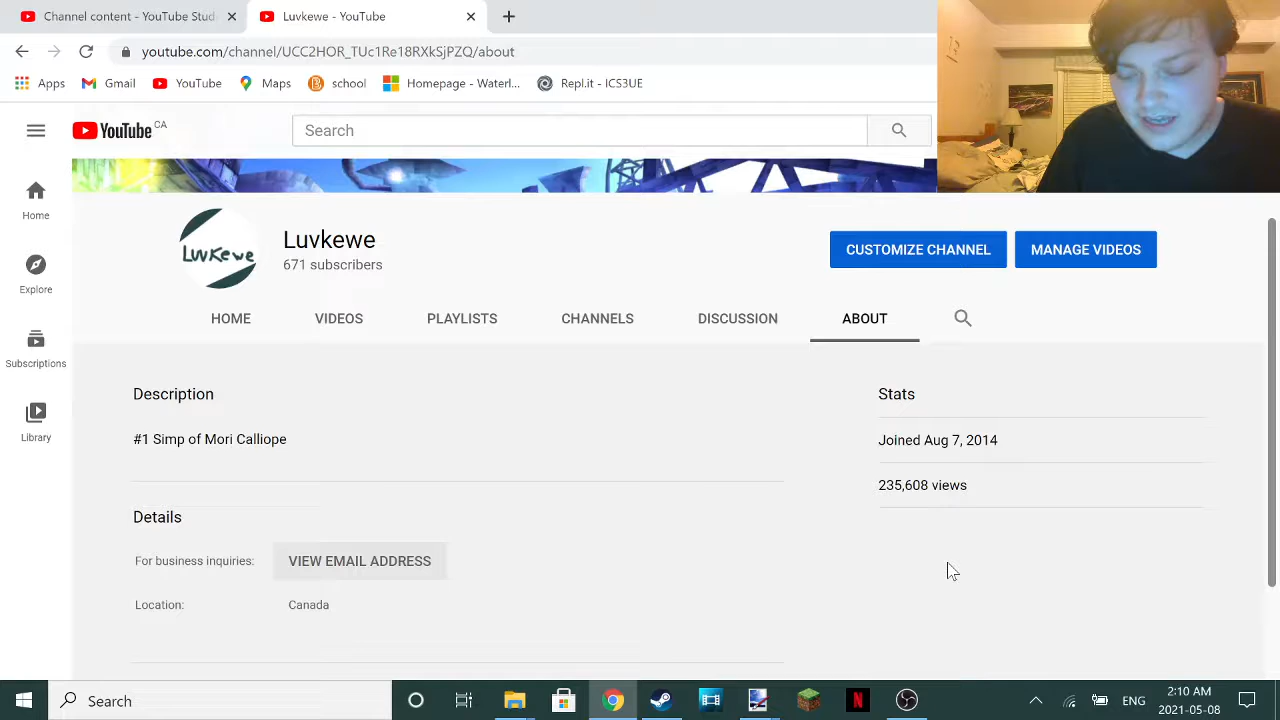 Channel content - YouTube Stud
Luvkewe - YouTube
youtube.com/channel/UCC2HOR_TUc1Re18RXkSjPZQ/about
Apps Gmail YouTube Maps school Homepage - Waterl... Repl.it - ICS3UE
YouTube CA
Search
Home
Explore
Subscriptions
Library
Luvkewe
Luvkewe
671 subscribers
CUSTOMIZE CHANNEL MANAGE VIDEOS
HOME VIDEOS PLAYLISTS CHANNELS DISCUSSION ABOUT
Description
#1 Simp of Mori Calliope
Stats
Joined Aug 7, 2014
235,608 views
Details
For business inquiries: VIEW EMAIL ADDRESS
Location: Canada
Search
ENG
2:10 AM
2021-05-08